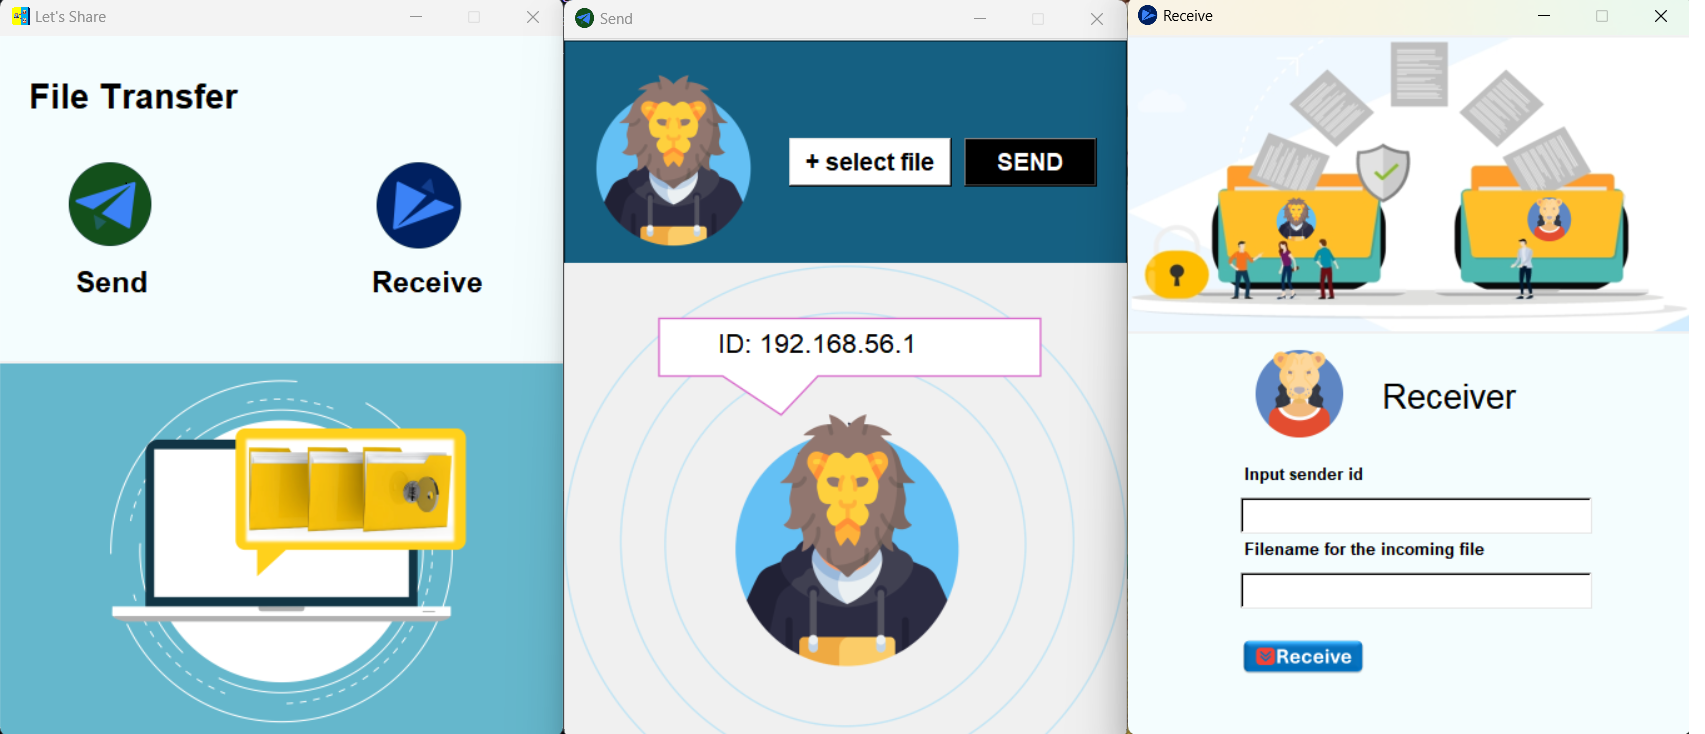 Let's Share
File Transfer
Send
Receive
Send
+ select file
SEND
ID: 192.168.56.1
Receive
Receiver
Input sender id
Filename for the incoming file
Receive